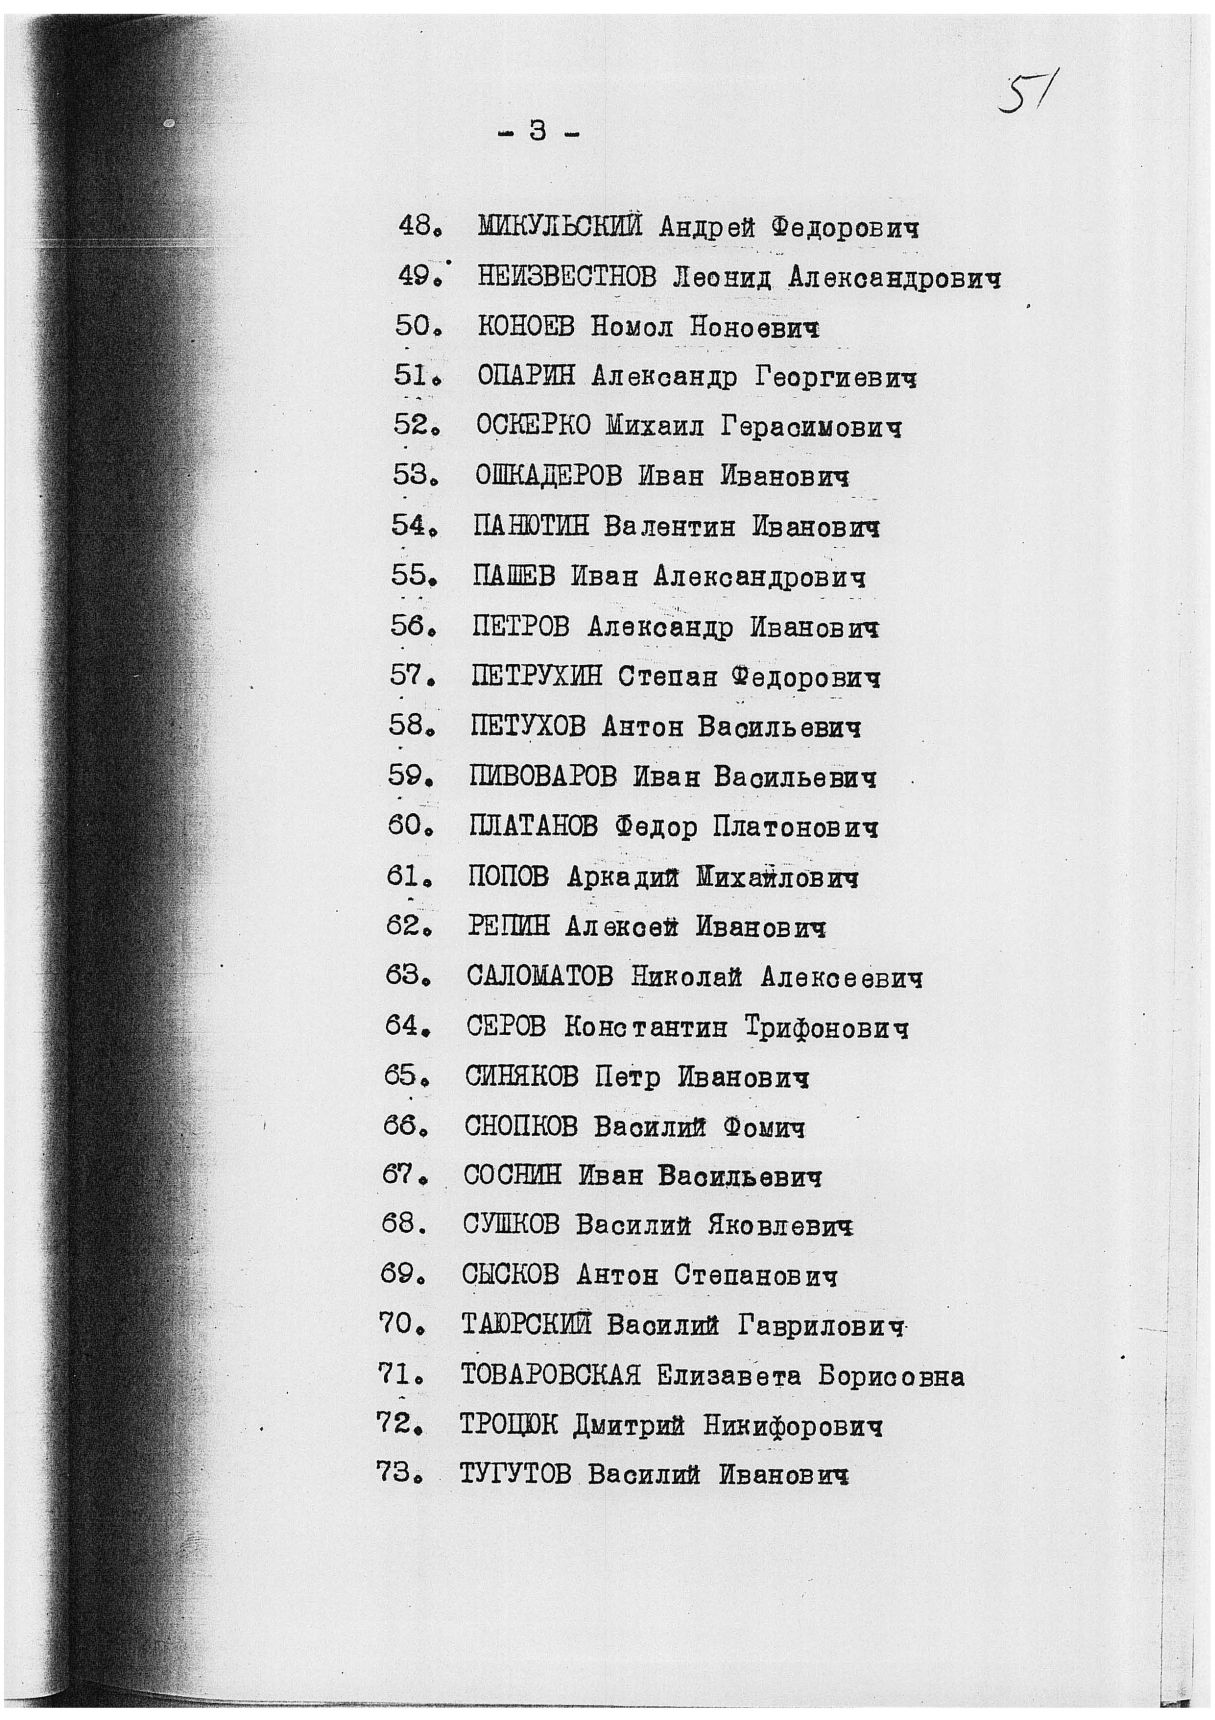 51
- 3 -
48. МИКУЛЬСКИЙ Андрей Федорович
49. НЕИЗВЕСТНОВ Леонид Александрович
50. КОНОЕВ Номол Ноноевич
51. ОПАРИН Александр Георгиевич
52. ОСКЕРКО Михаил Герасимович
53. ОШКАДЕРОВ Иван Иванович
54. ПАНЮТИН Валентин Иванович
55. ПАШЕВ Иван Александрович
56. ПЕТРОВ Александр Иванович
57. ПЕТРУХИН Степан Федорович
58. ПЕТУХОВ Антон Васильевич
59. ПИВОВАРОВ Иван Васильевич
60. ПЛАТАНОВ Федор Платонович
61. ПОПОВ Аркадий Михайлович
62. РЕПИН Алексей Иванович
63. САЛОМАТОВ Николай Алексеевич
64. СЕРОВ Константин Трифонович
65. СИНЯКОВ Петр Иванович
66. СНОПКОВ Василий Фомич
67. СОСНИН Иван Васильевич
68. СУШКОВ Василий Яковлевич
69. СЫСКОВ Антон Степанович
70. ТАЮРСКИЙ Василий Гаврилович
71. ТОВАРОВСКАЯ Елизавета Борисовна
72. ТРОЦЮК Дмитрий Никифорович
73. ТУГУТОВ Василий Иванович